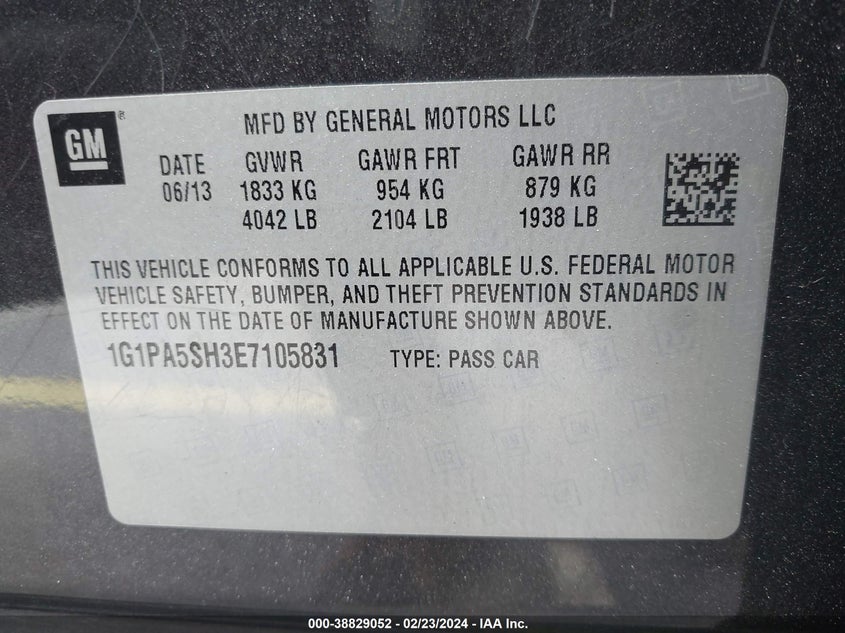 GM
MFD BY GENERAL MOTORS LLC
DATE GVWR GAWR FRT GAWR RR
06/13 1833 KG 954 KG 879 KG
4042 LB 2104 LB 1938 LB
THIS VEHICLE CONFORMS TO ALL APPLICABLE U.S. FEDERAL MOTOR
VEHICLE SAFETY, BUMPER, AND THEFT PREVENTION STANDARDS IN
EFFECT ON THE DATE OF MANUFACTURE SHOWN ABOVE.
1G1PA5SH3E7105831 TYPE: PASS CAR
000-38829052 - 02/23/2024 - IAA Inc.